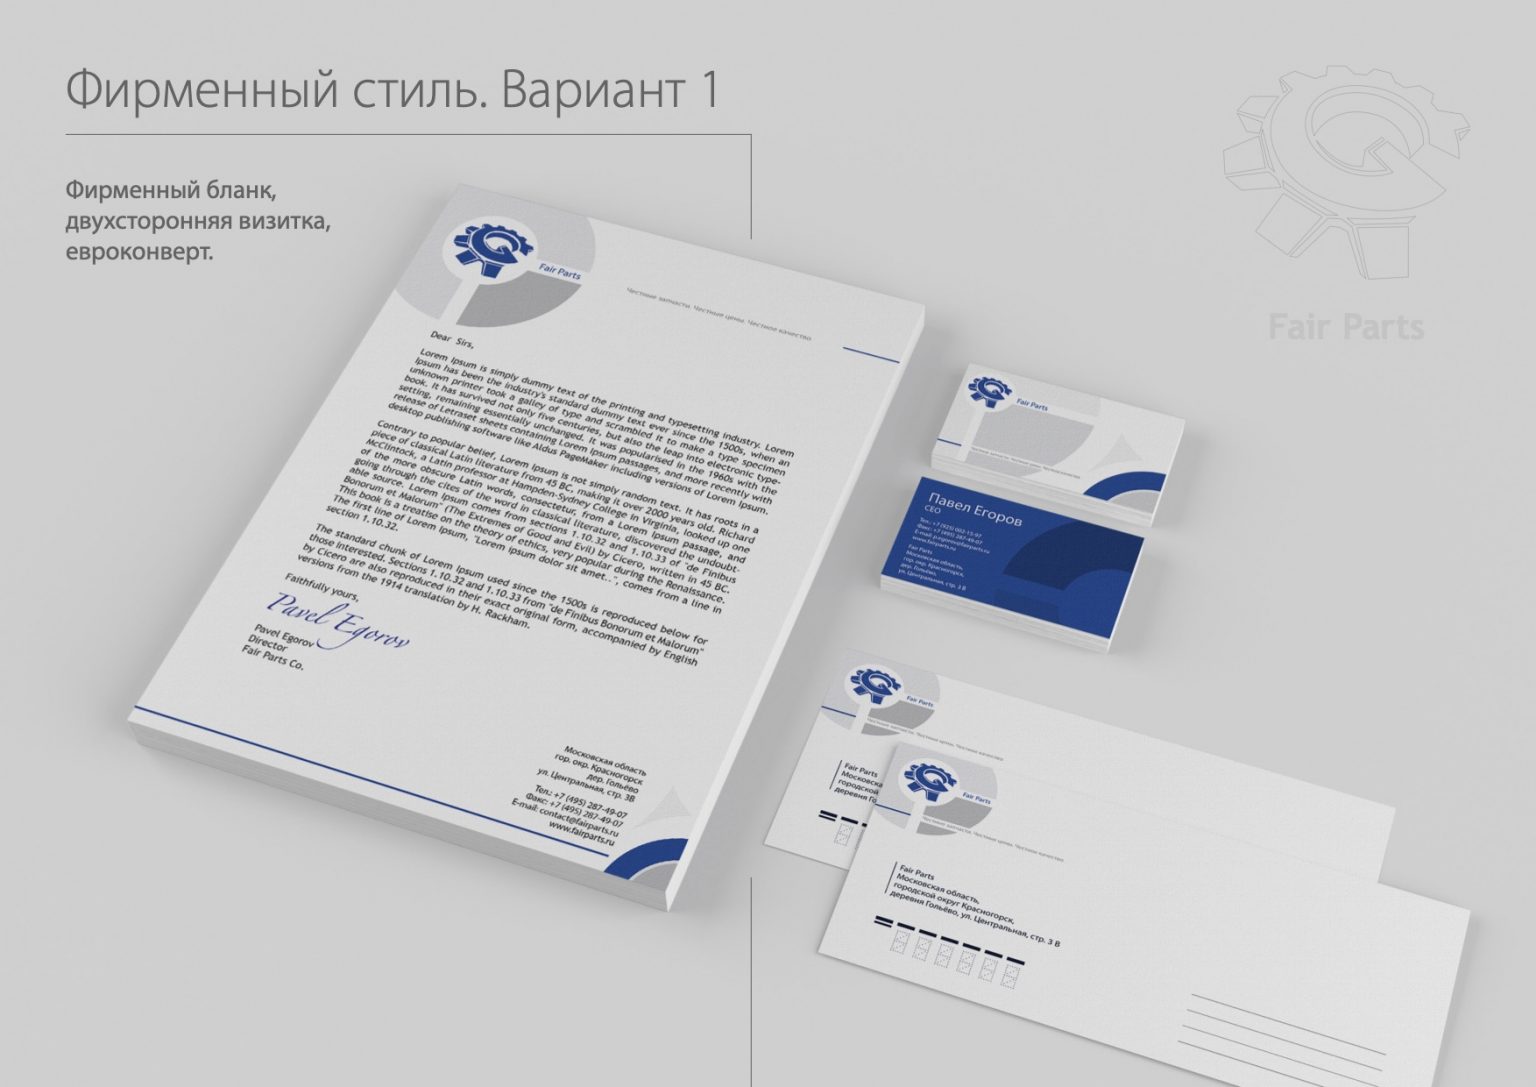 Фирменный стиль. Вариант 1
Фирменный бланк,
двухсторонняя визитка,
евроконверт.
Fair Parts
Fair Parts
Честные запчасти. Честные цены. Честное качество
Dear Sirs,
Lorem Ipsum is simply dummy text of the printing and typesetting industry. Lorem
Ipsum has been the industry's standard dummy text ever since the 1500s, when an
unknown printer took a galley of type and scrambled it to make a type specimen
book. It has survived not only five centuries, but also the leap into electronic type-
setting, remaining essentially unchanged. It was popularised in the 1960s with the
release of Letraset sheets containing Lorem Ipsum passages, and more recently with
desktop publishing software like Aldus PageMaker including versions of Lorem Ipsum.
Contrary to popular belief, Lorem Ipsum is not simply random text. It has roots in a
piece of classical Latin literature from 45 BC, making it over 2000 years old. Richard
McClintock, a Latin professor at Hampden-Sydney College in Virginia, looked up one
of the more obscure Latin words, consectetur, from a Lorem Ipsum passage, and
going through the cites of the word in classical literature, discovered the undoubt-
able source. Lorem Ipsum comes from sections 1.10.32 and 1.10.33 of "de Finibus
Bonorum et Malorum" (The Extremes of Good and Evil) by Cicero, written in 45 BC.
This book is a treatise on the theory of ethics, very popular during the Renaissance.
The first line of Lorem Ipsum, "Lorem ipsum dolor sit amet..", comes from a line in
section 1.10.32.
The standard chunk of Lorem Ipsum used since the 1500s is reproduced below for
those interested. Sections 1.10.32 and 1.10.33 from "de Finibus Bonorum et Malorum"
by Cicero are also reproduced in their exact original form, accompanied by English
versions from the 1914 translation by H. Rackham.
Faithfully yours,
Pavel Egorov
Pavel Egorov
Director
Fair Parts Co.
Московская область
гор. окр. Красногорск
дер. Гольёво
ул. Центральная, стр. 3В
Тел.: +7 (495) 287-49-07
Факс: +7 (495) 287-49-07
E-mail: contact@fairparts.ru
www.fairparts.ru
Fair Parts
Честные запчасти. Честные цены. Честное качество
Павел Егоров
CEO
Тел.: +7 (925) 002-15-97
Факс: +7 (495) 287-49-07
E-mail: p.egorov@fairparts.ru
www.fairparts.ru
Fair Parts
Московская область,
гор. окр. Красногорск,
дер. Гольёво,
ул. Центральная, стр. 3 В
Fair Parts
Честные запчасти. Честные цены. Честное качество
Fair Parts
Московская
городской
деревня Го
Fair Parts
Честные запчасти. Честные цены. Честное качество
Fair Parts
Московская область,
городской округ Красногорск,
деревня Гольёво, ул. Центральная, стр. 3 В